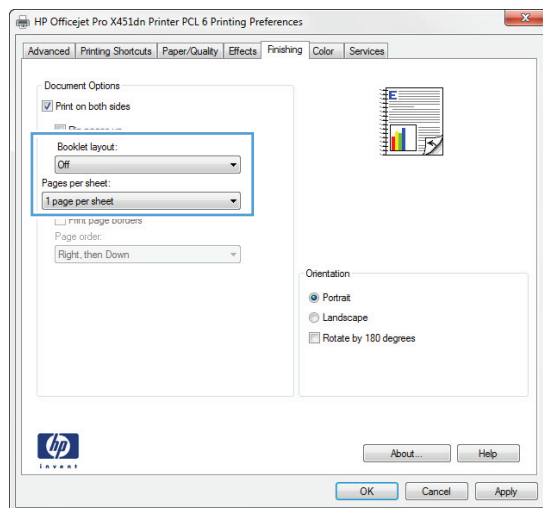 HP Officejet Pro X451dn Printer PCL 6 Printing Preferences
Advanced Printing Shortcuts Paper/Quality Effects Finishing Color Services
Document Options
Print on both sides
Booklet layout:
Off
Pages per sheet:
1 page per sheet
Print page borders
Page order:
Right, then Down
E
Orientation
Portrait
Landscape
Rotate by 180 degrees
hp
invent
About... Help
OK Cancel Apply